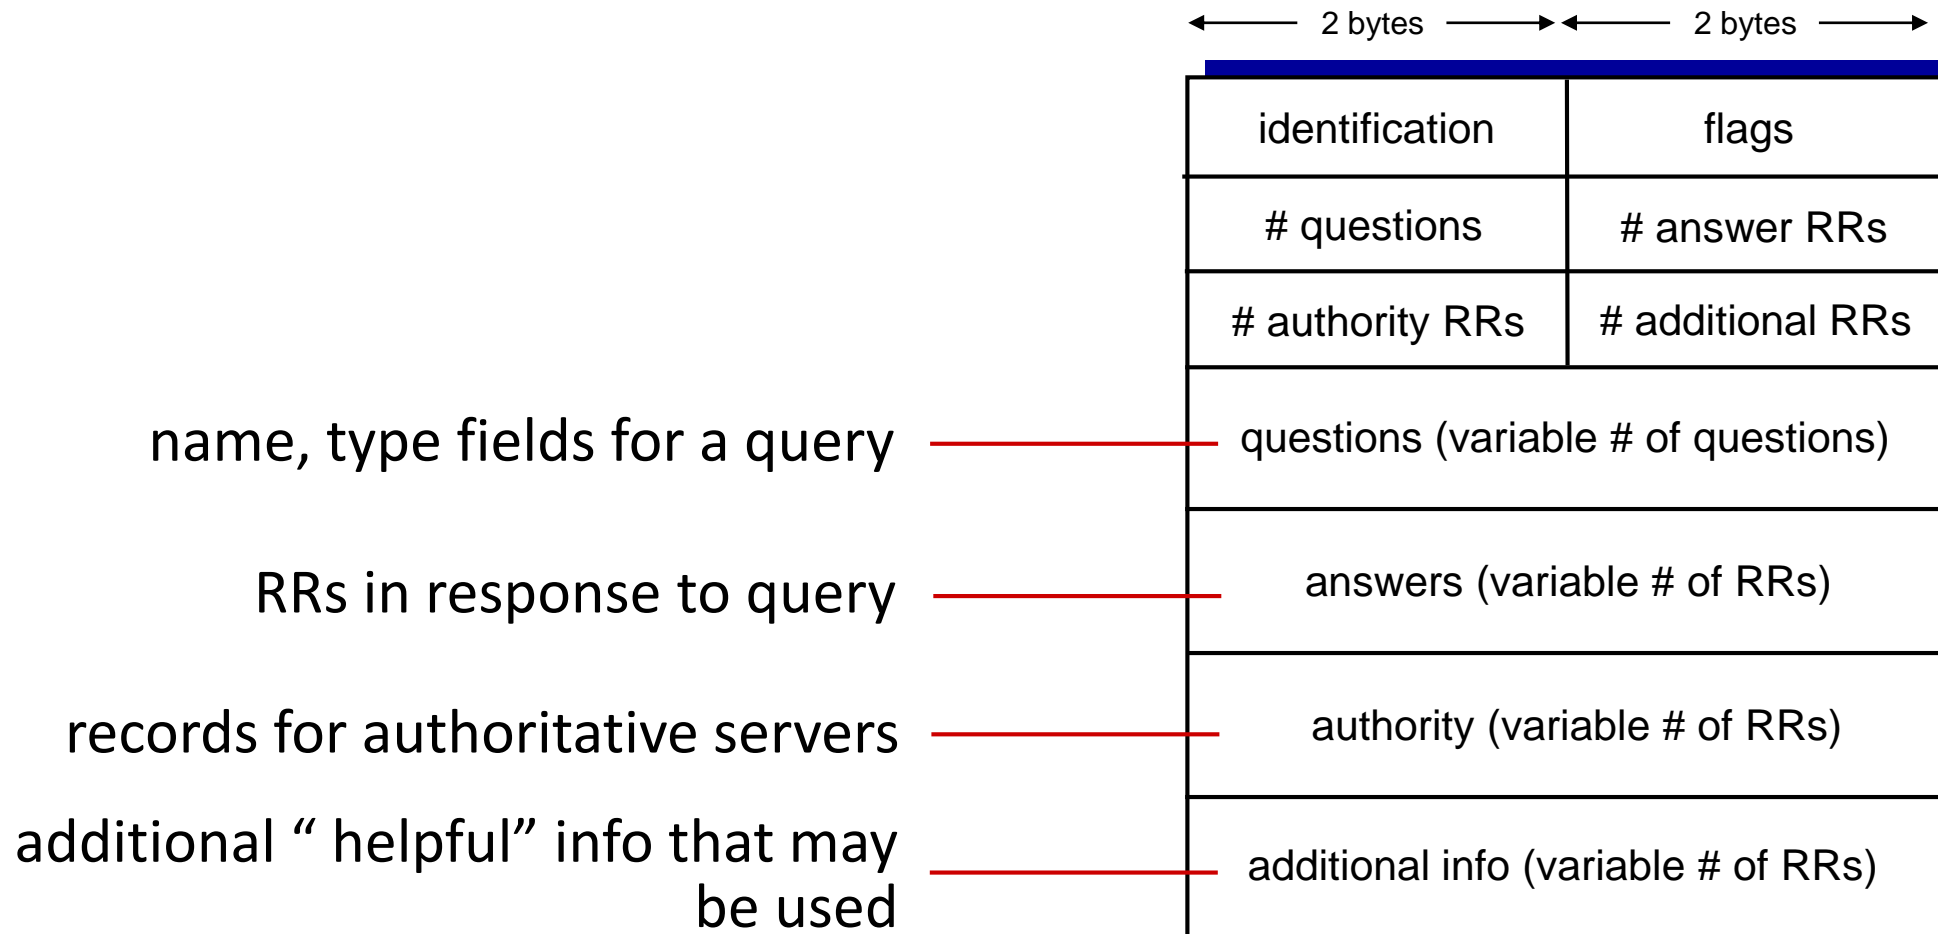 2 bytes 2 bytes
identification flags
# questions # answer RRs
# authority RRs # additional RRs
name, type fields for a query questions (variable # of questions)
RRs in response to query answers (variable # of RRs)
records for authoritative servers authority (variable # of RRs)
additional “ helpful” info that may
be used
additional info (variable # of RRs)